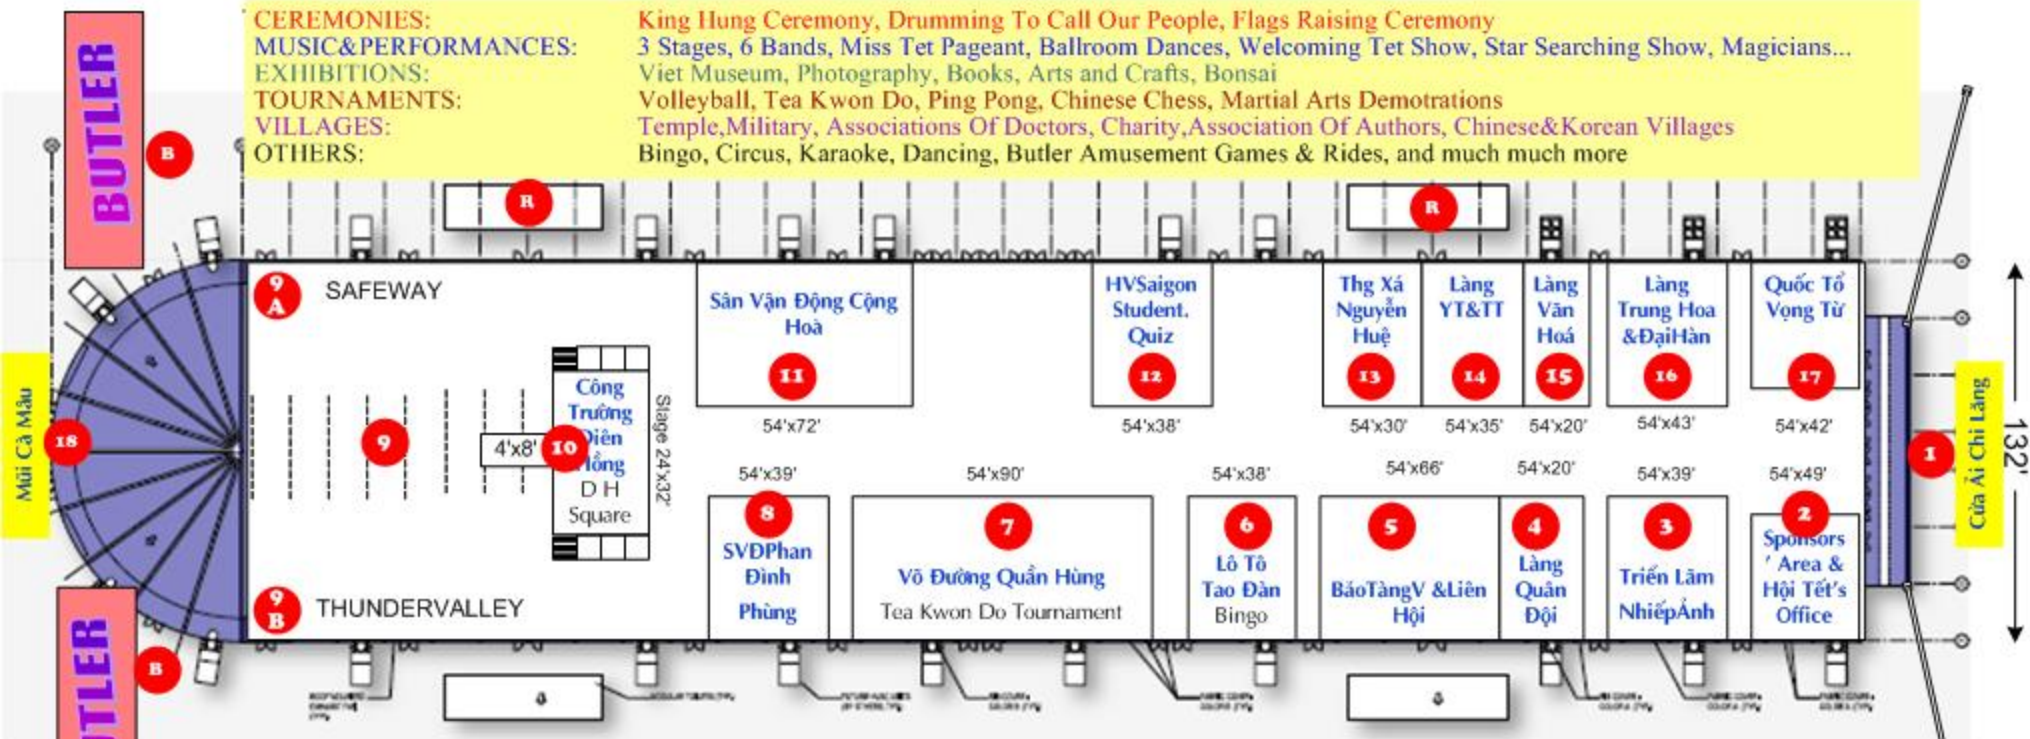 CEREMONIES: King Hung Ceremony, Drumming To Call Our People, Flags Raising Ceremony
MUSIC&PERFORMANCES: 3 Stages, 6 Bands, Miss Tet Pageant, Ballroom Dances, Welcoming Tet Show, Star Searching Show, Magicians...
EXHIBITIONS: Viet Museum, Photography, Books, Arts and Crafts, Bonsai
TOURNAMENTS: Volleyball, Tea Kwon Do, Ping Pong, Chinese Chess, Martial Arts Demotrations
VILLAGES: Temple,Military, Associations Of Doctors, Charity,Association Of Authors, Chinese&Korean Villages
OTHERS: Bingo, Circus, Karaoke, Dancing, Butler Amusement Games & Rides, and much much more
BUTLER
B
R
R
9
A
SAFEWAY
Sân Vận Động Cộng
Hoà
11
54'x72'
HVSaigon
Student.
Quiz
12
54'x38'
Thg Xá
Nguyễn
Huệ
13
54'x30'
Làng
YT&TT
14
54'x35'
Làng
Văn
Hoá
15
54'x20'
Làng
Trung Hoa
&ĐạiHàn
16
54'x43'
Quốc Tổ
Vọng Từ
17
54'x42'
Mũi Cà Mâu
18
9
4'x8'
10
Công
Trường
Diên
Hồng
D H
Square
Stage 24'x32'
1
Cửa Ải Chi Lăng
132'
54'x39'
8
SVĐPhan
Đình
Phùng
54'x90'
7
Võ Đường Quần Hùng
Tea Kwon Do Tournament
54'x38'
6
Lô Tô
Tao Đàn
Bingo
54'x66'
5
BảoTàngV &Liên
Hội
54'x20'
4
Làng
Quân
Đội
54'x39'
3
Triển Lãm
NhiếpẢnh
54'x49'
2
Sponsors
' Area &
Hội Tết's
Office
9
B
THUNDERVALLEY
B